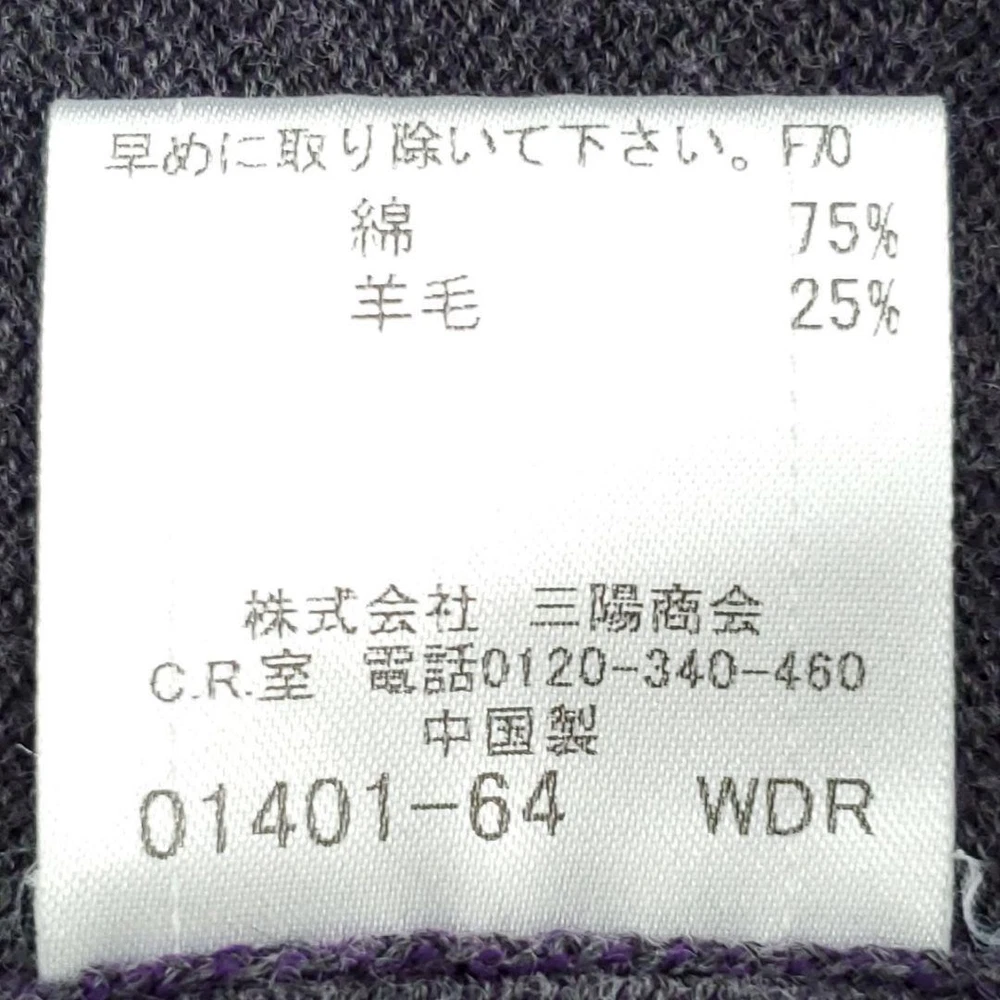 早めに取り除いて下さい。F70
綿 75%
羊毛 25%
株式会社 三陽商会
C.R.室 電話0120-340-460
中国製
01401-64 WDR